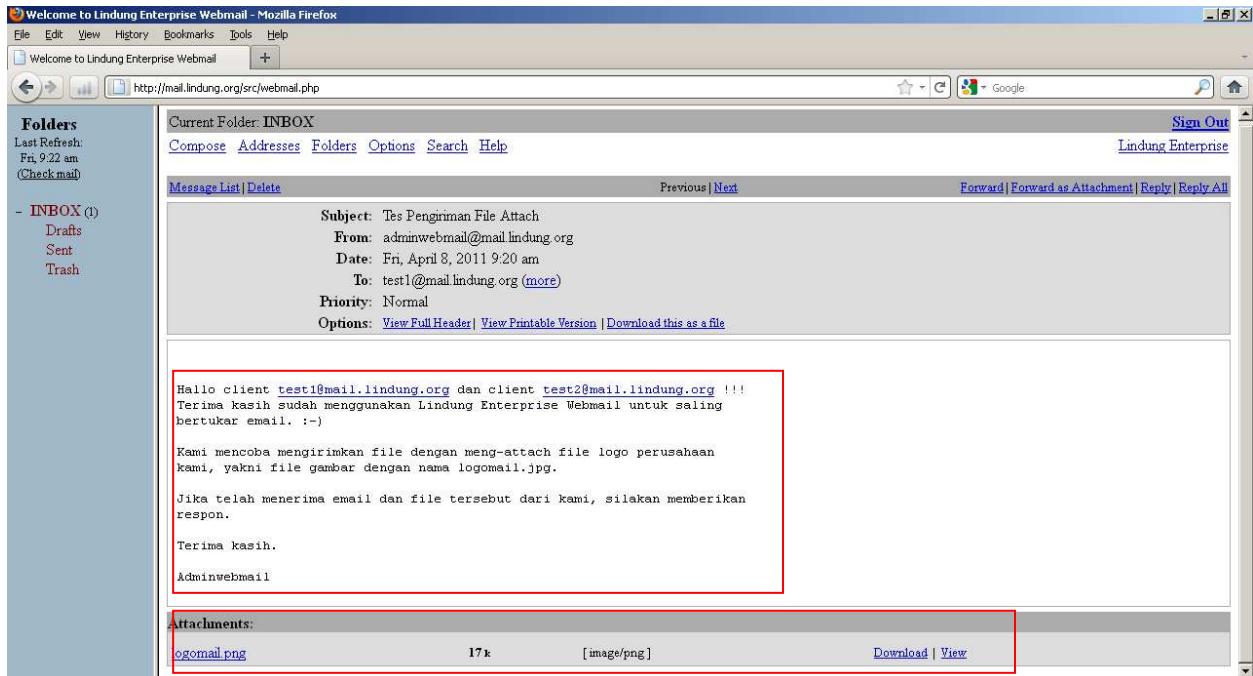 Welcome to Lindung Enterprise Webmail - Mozilla Firefox
File Edit View History Bookmarks Tools Help
Welcome to Lindung Enterprise Webmail +
http://mail.lindung.org/src/webmail.php Google
Folders
Last Refresh:
Fri, 9:22 am
(Check mail)
- INBOX (1)
Drafts
Sent
Trash
Current Folder: INBOX Sign Out
Compose Addresses Folders Options Search Help Lindung Enterprise
Message List | Delete Previous | Next Forward | Forward as Attachment | Reply | Reply All
Subject: Tes Pengiriman File Attach
From: adminwebmail@mail.lindung.org
Date: Fri, April 8, 2011 9:20 am
To: test1@mail.lindung.org (more)
Priority: Normal
Options: View Full Header | View Printable Version | Download this as a file
Hallo client test1@mail.lindung.org dan client test2@mail.lindung.org !!!
Terima kasih sudah menggunakan Lindung Enterprise Webmail untuk saling
bertukar email. :-)
Kami mencoba mengirimkan file dengan meng-attach file logo perusahaan
kami, yakni file gambar dengan nama logomail.jpg.
Jika telah menerima email dan file tersebut dari kami, silakan memberikan
respon.
Terima kasih.
Adminwebmail
Attachments:
logomail.png 17 k [ image/png ] Download | View